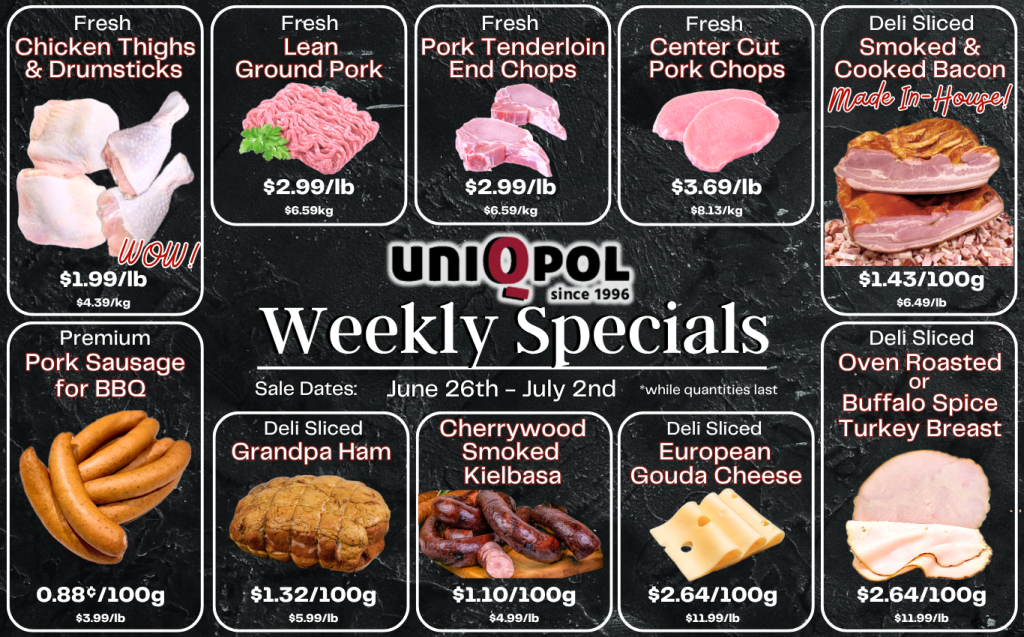 Fresh
Chicken Thighs
& Drumsticks
WOW!
$1.99/lb
$4.39/kg
Fresh
Lean
Ground Pork
$2.99/lb
$6.59kg
Fresh
Pork Tenderloin
End Chops
$2.99/lb
$6.59/kg
Fresh
Center Cut
Pork Chops
$3.69/lb
$8.13/kg
Deli Sliced
Smoked &
Cooked Bacon
Made In-House!
$1.43/100g
$6.49/lb
UNIQPOL
since 1996
Weekly Specials
Sale Dates: June 26th - July 2nd *while quantities last
Premium
Pork Sausage
for BBQ
0.88¢/100g
$3.99/lb
Deli Sliced
Grandpa Ham
$1.32/100g
$5.99/lb
Cherrywood
Smoked
Kielbasa
$1.10/100g
$4.99/lb
Deli Sliced
European
Gouda Cheese
$2.64/100g
$11.99/lb
Deli Sliced
Oven Roasted
or
Buffalo Spice
Turkey Breast
$2.64/100g
$11.99/lb